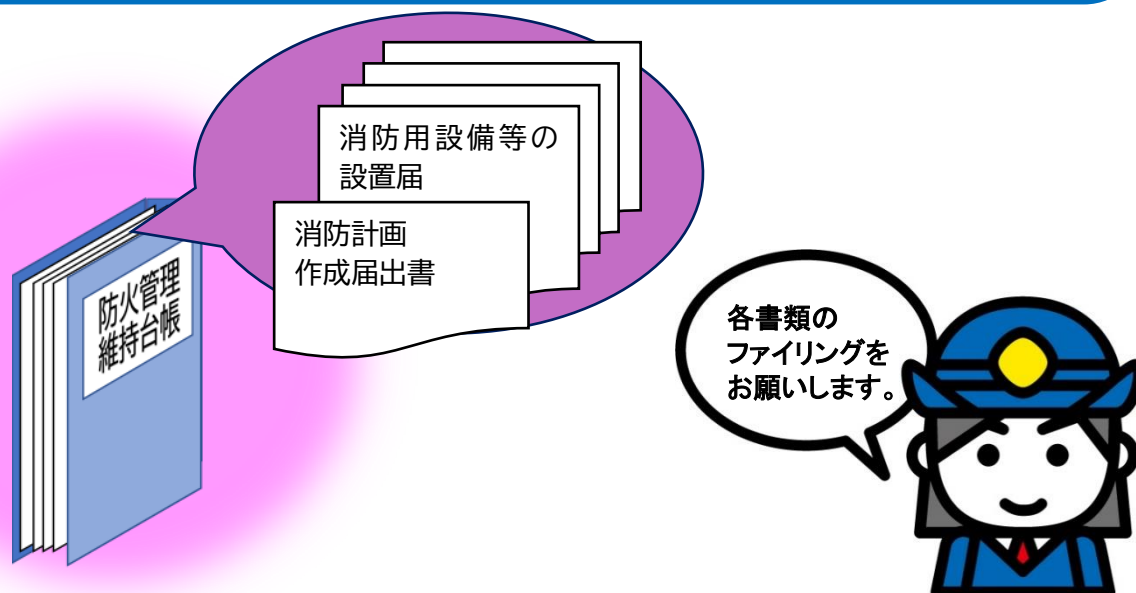 消防用設備等の
設置届
消防計画
作成届出書
防火管理
維持台帳
各書類の
ファイリングを
お願いします。